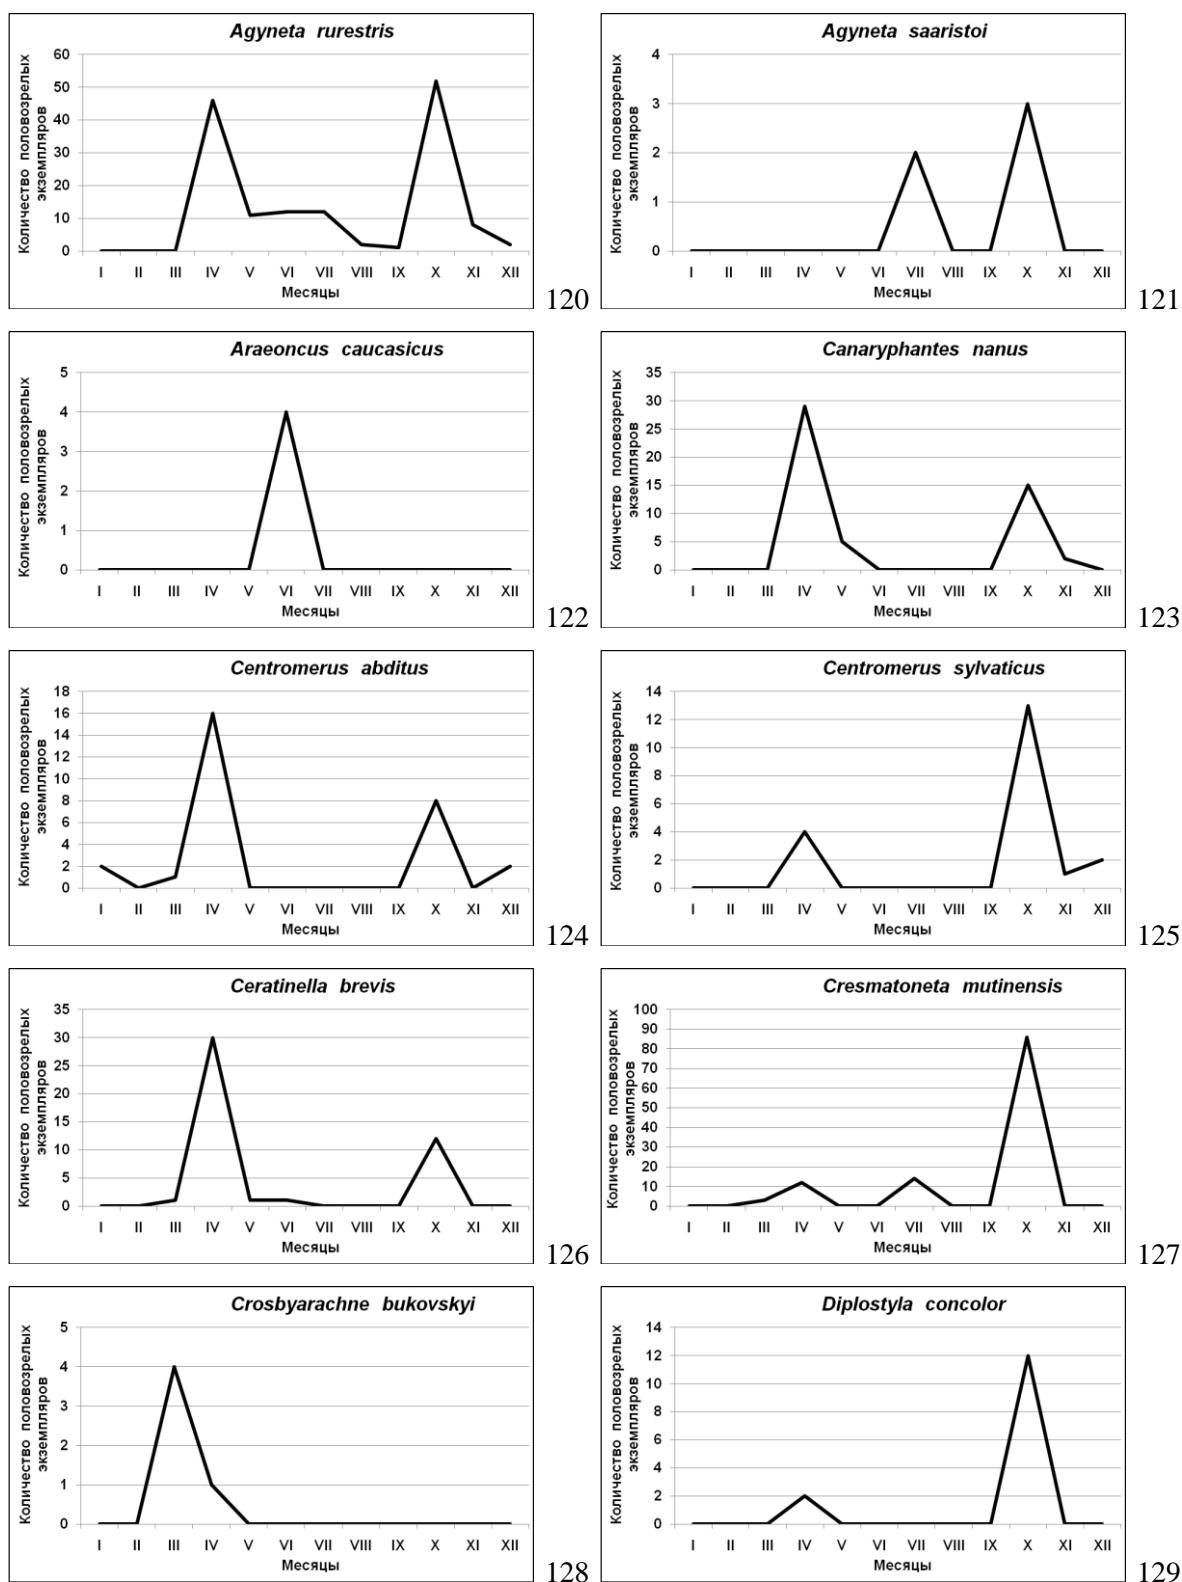 Agyneta rurestris
Количество половозрелых
экземпляров
60
50
40
30
20
10
0
I II III IV V VI VII VIII IX X XI XII
Месяцы
120
Agyneta saaristoi
Количество половозрелых
экземпляров
4
3
2
1
0
I II III IV V VI VII VIII IX X XI XII
Месяцы
121
Araeoncus caucasicus
Количество половозрелых
экземпляров
5
4
3
2
1
0
I II III IV V VI VII VIII IX X XI XII
Месяцы
122
Canaryphantes nanus
Количество половозрелых
экземпляров
35
30
25
20
15
10
5
0
I II III IV V VI VII VIII IX X XI XII
Месяцы
123
Centromerus abditus
Количество половозрелых
экземпляров
18
16
14
12
10
8
6
4
2
0
I II III IV V VI VII VIII IX X XI XII
Месяцы
124
Centromerus sylvaticus
Количество половозрелых
экземпляров
14
12
10
8
6
4
2
0
I II III IV V VI VII VIII IX X XI XII
Месяцы
125
Ceratinella brevis
Количество половозрелых
экземпляров
35
30
25
20
15
10
5
0
I II III IV V VI VII VIII IX X XI XII
Месяцы
126
Cresmatoneta mutinensis
Количество половозрелых
экземпляров
100
90
80
70
60
50
40
30
20
10
0
I II III IV V VI VII VIII IX X XI XII
Месяцы
127
Crosbyarachne bukovskyi
Количество половозрелых
экземпляров
5
4
3
2
1
0
I II III IV V VI VII VIII IX X XI XII
Месяцы
128
Diplostyla concolor
Количество половозрелых
экземпляров
14
12
10
8
6
4
2
0
I II III IV V VI VII VIII IX X XI XII
Месяцы
129